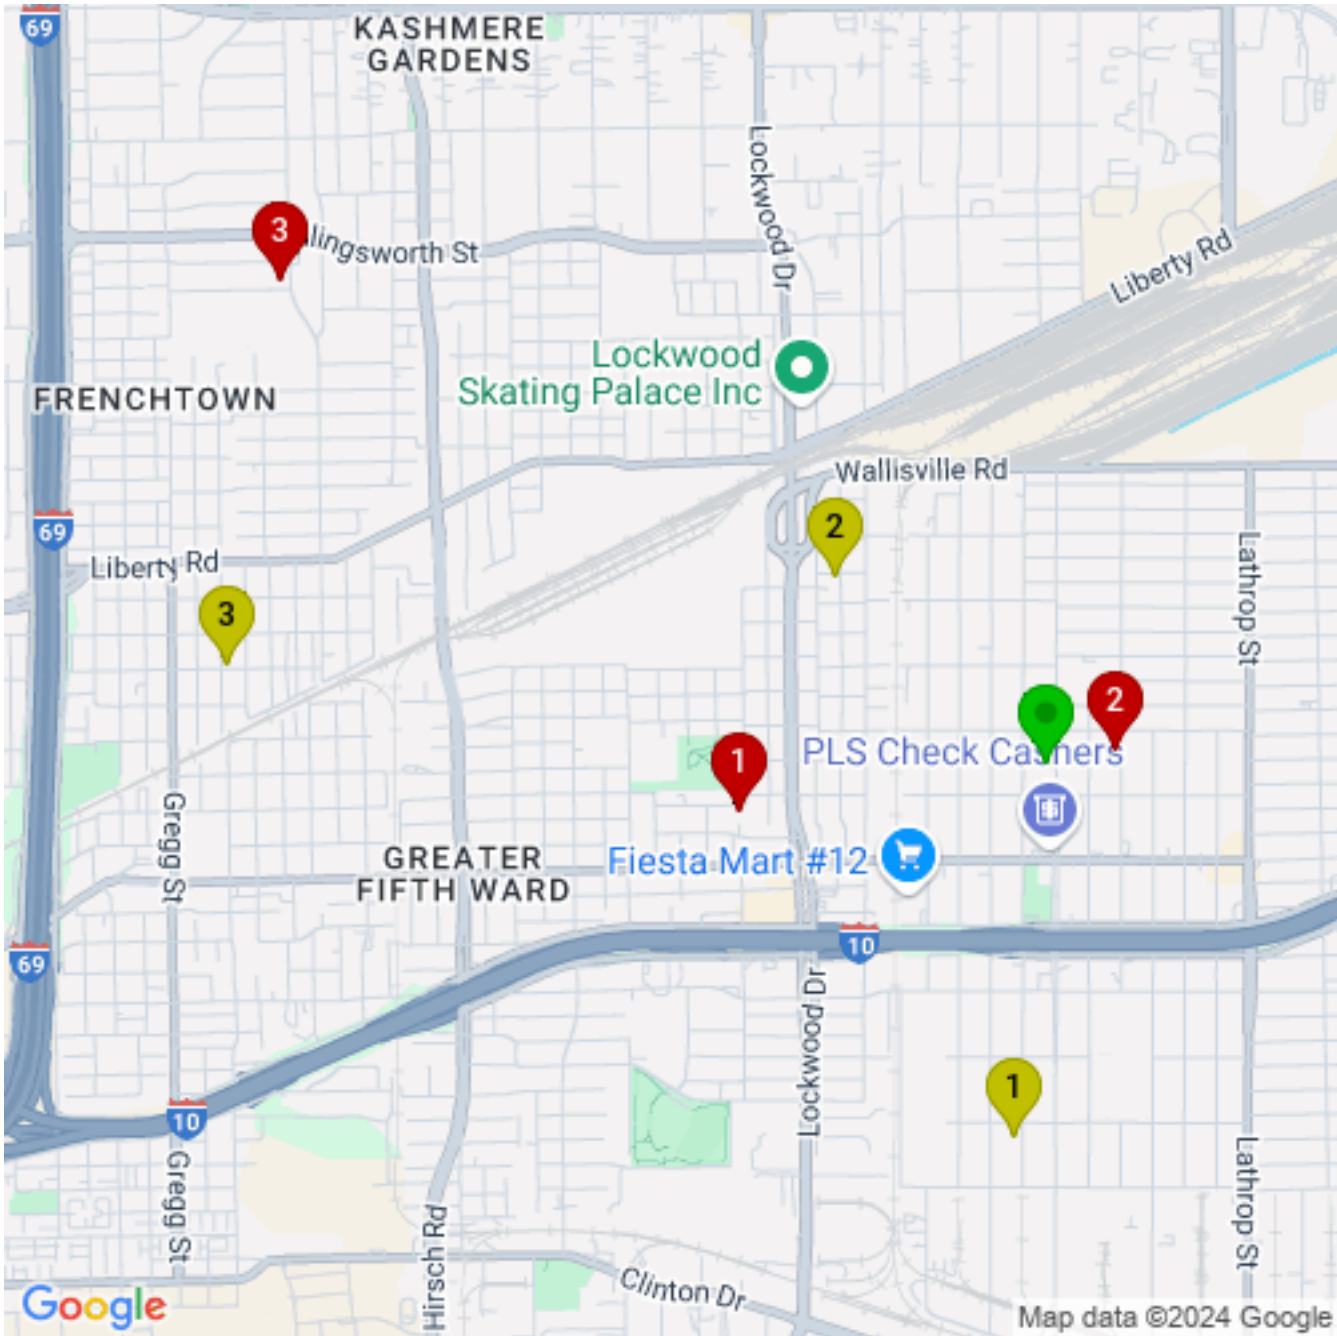 69
KASHMERE
GARDENS
Lockwood Dr
3
lingsworth St
Liberty Rd
Lockwood
Skating Palace Inc
FRENCHTOWN
Wallisville Rd
69
2
Lathrop St
Liberty Rd
3
2
PLS Check Cashers
1
Gregg St
GREATER
FIFTH WARD
Fiesta Mart #12
10
69
Lockwood Dr
1
10
Gregg St
Hirsch Rd
Lathrop St
Clinton Dr
Google
Map data ©2024 Google